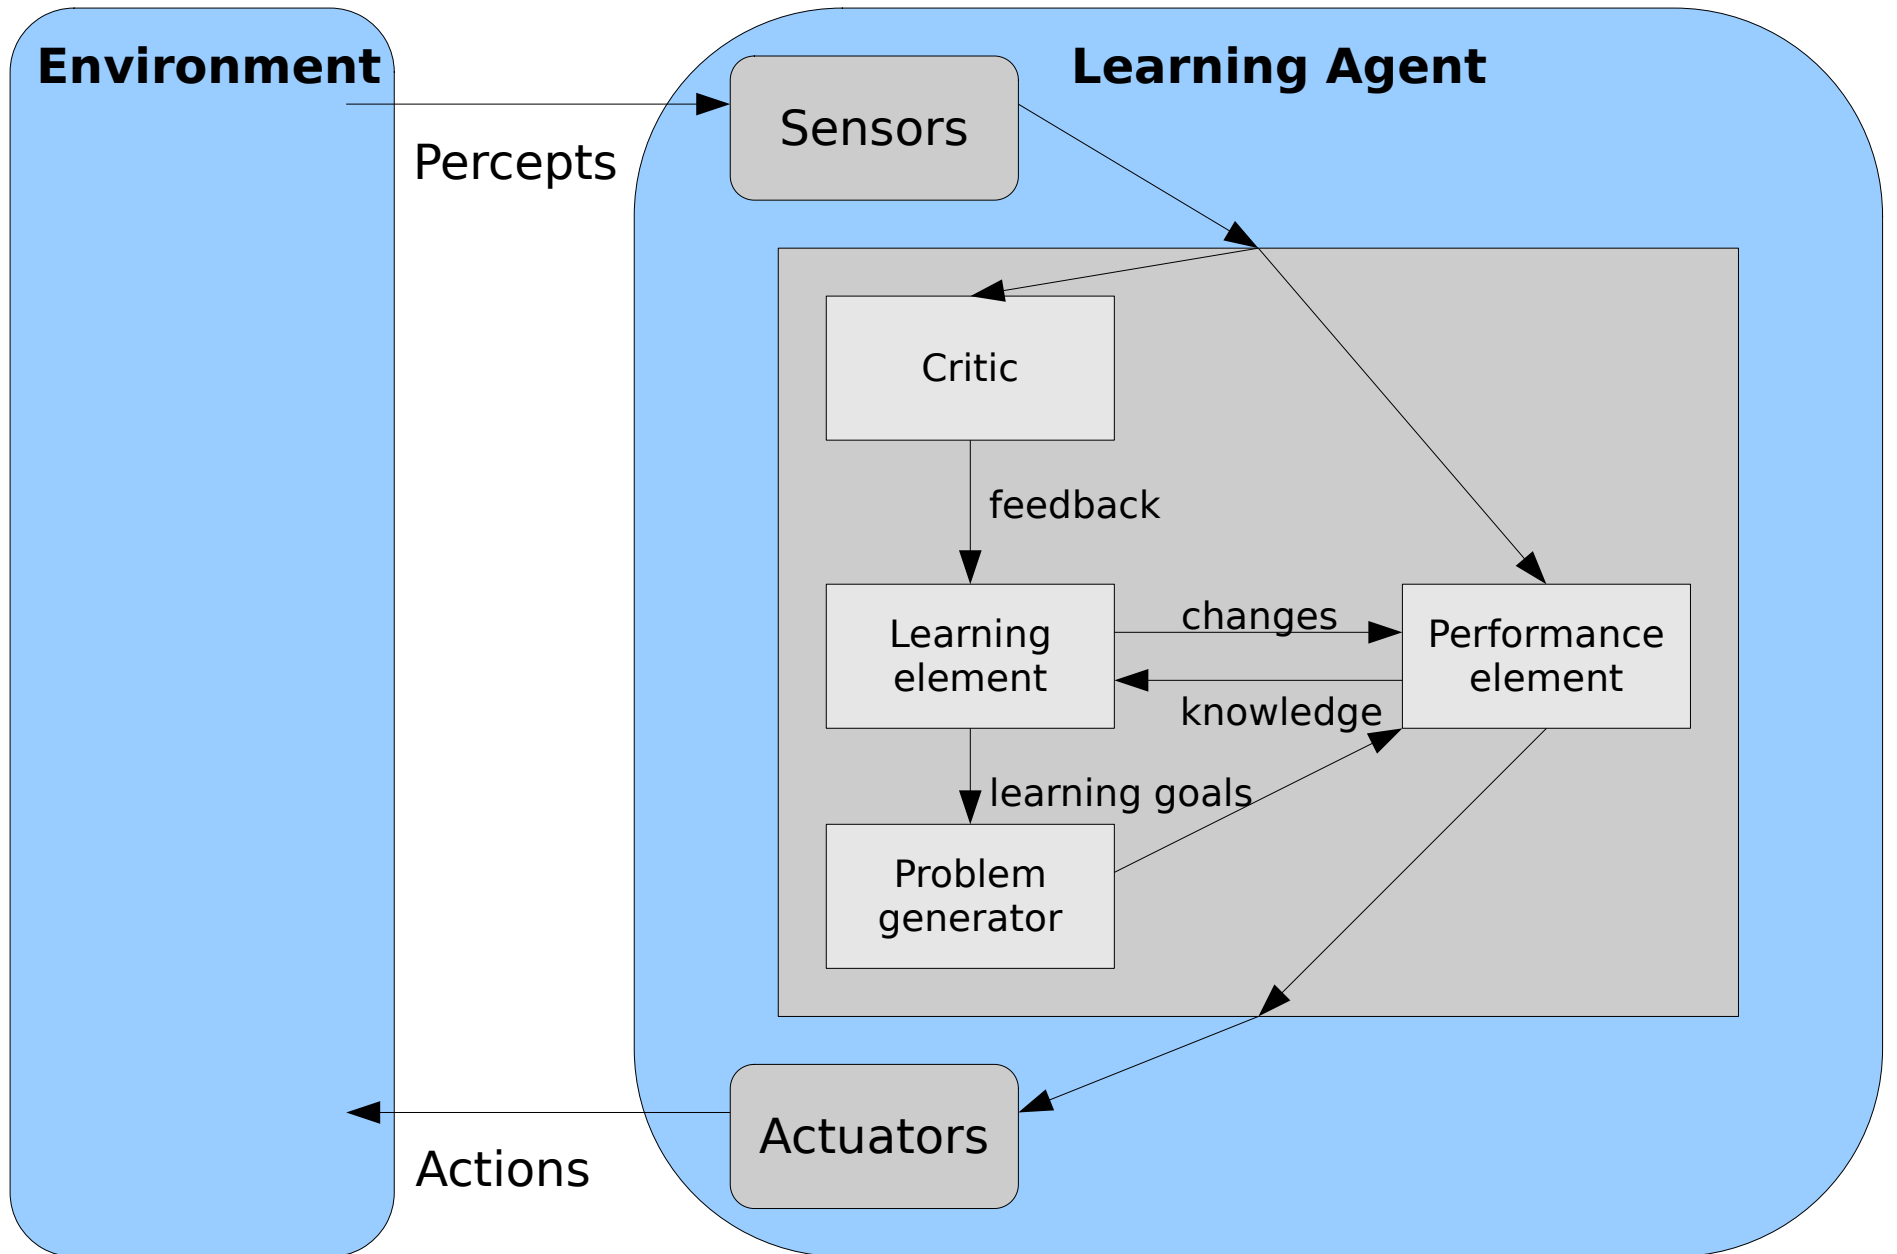 Environment
Learning Agent
Sensors
Percepts
Critic
feedback
Learning
element
changes
knowledge
Performance
element
learning goals
Problem
generator
Actuators
Actions